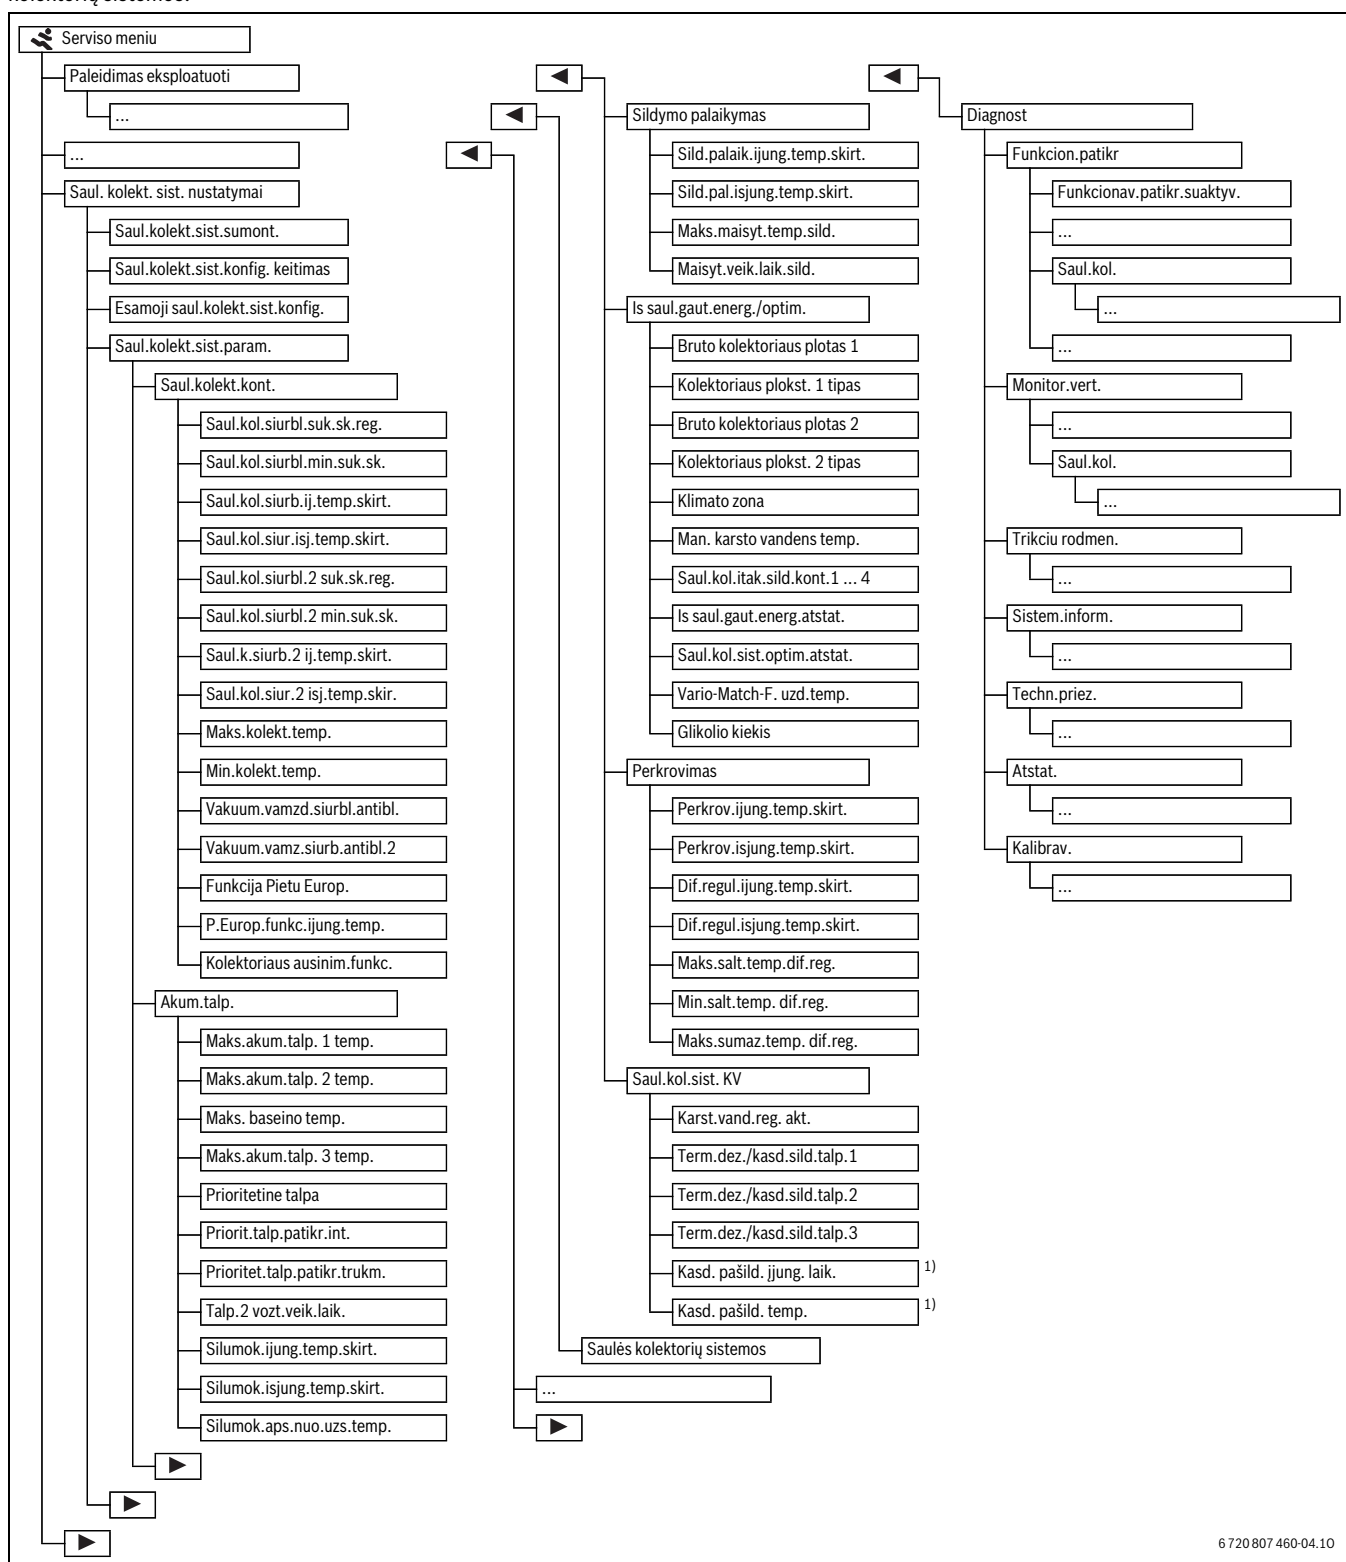 Serviso meniu
Paleidimas eksploatuoti
...
...
Saul. kolekt. sist. nustatymai
Saul.kolekt.sist.sumont.
Saul.kolekt.sist.konfig. keitimas
Esamoji saul.kolekt.sist.konfig.
Saul.kolekt.sist.param.
Saul.kolekt.kont.
Saul.kol.siurbl.suk.sk.reg.
Saul.kol.siurbl.min.suk.sk.
Saul.kol.siurb.ij.temp.skirt.
Saul.kol.siur.isj.temp.skirt.
Saul.kol.siurbl.2 suk.sk.reg.
Saul.kol.siurbl.2 min.suk.sk.
Saul.k.siurb.2 ij.temp.skirt.
Saul.kol.siur.2 isj.temp.skir.
Maks.kolekt.temp.
Min.kolekt.temp.
Vakuum.vamzd.siurbl.antibl.
Vakuum.vamz.siurb.antibl.2
Funkcija Pietu Europ.
P.Europ.funkc.ijung.temp.
Kolektoriaus ausinim.funkc.
Akum.talp.
Maks.akum.talp. 1 temp.
Maks.akum.talp. 2 temp.
Maks. baseino temp.
Maks.akum.talp. 3 temp.
Prioritetine talpa
Priorit.talp.patikr.int.
Prioritet.talp.patikr.trukm.
Talp.2 vozt.veik.laik.
Silumok.ijung.temp.skirt.
Silumok.isjung.temp.skirt.
Silumok.aps.nuo.uzs.temp.
Sildymo palaikymas
Sild.palaik.ijung.temp.skirt.
Sild.pal.isjung.temp.skirt.
Maks.maisyt.temp.sild.
Maisyt.veik.laik.sild.
Is saul.gaut.energ./optim.
Bruto kolektoriaus plotas 1
Kolektoriaus plokst. 1 tipas
Bruto kolektoriaus plotas 2
Kolektoriaus plokst. 2 tipas
Klimato zona
Man. karsto vandens temp.
Saul.kol.itak.sild.kont.1 ... 4
Is saul.gaut.energ.atstat.
Saul.kol.sist.optim.atstat.
Vario-Match-F. uzd.temp.
Glikolio kiekis
Perkrovimas
Perkrov.ijung.temp.skirt.
Perkrov.isjung.temp.skirt.
Dif.regul.ijung.temp.skirt.
Dif.regul.isjung.temp.skirt.
Maks.salt.temp.dif.reg.
Min.salt.temp. dif.reg.
Maks.sumaz.temp. dif.reg.
Saul.kol.sist. KV
Karst.vand.reg. akt.
Term.dez./kasd.sild.talp.1
Term.dez./kasd.sild.talp.2
Term.dez./kasd.sild.talp.3
Kasd. pašild. įjung. laik. 1)
Kasd. pašild. temp. 1)
Saulės kolektorių sistemos
...
Diagnost
Funkcion.patikr
Funkcionav.patikr.suaktyv.
...
Saul.kol.
...
...
Monitor.vert.
...
Saul.kol.
...
Trikciu rodmen.
...
Sistem.inform.
...
Techn.priez.
...
Atstat.
...
Kalibrav.
...
6 720 807 460-04.1O